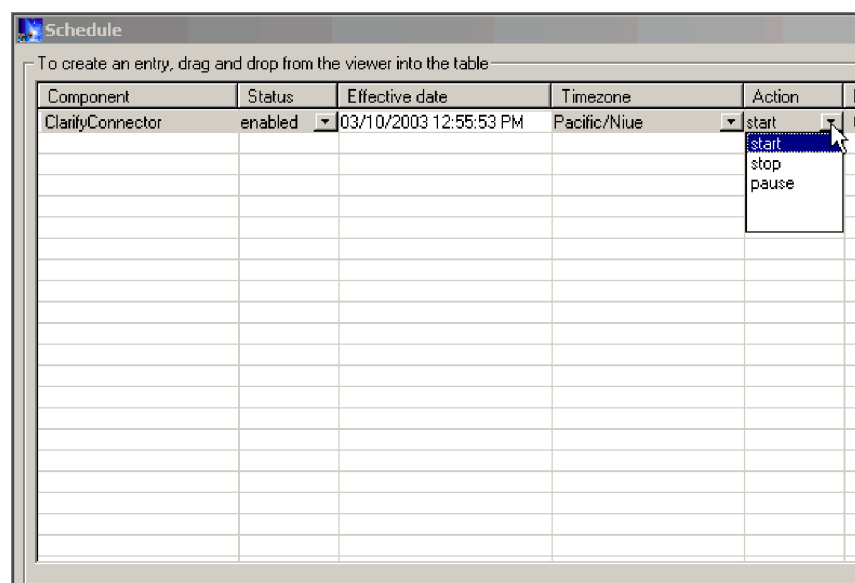 Schedule
To create an entry, drag and drop from the viewer into the table
Component Status Effective date Timezone Action
ClarifyConnector enabled 03/10/2003 12:55:53 PM Pacific/Niue start
start
stop
pause